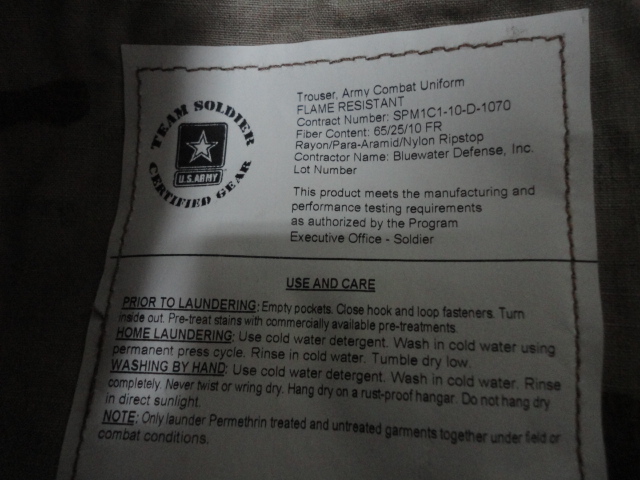 TEAM SOLDIER
U.S. ARMY
CERTIFIED GEAR
Trouser, Army Combat Uniform
FLAME RESISTANT
Contract Number: SPM1C1-10-D-1070
Fiber Content: 65/25/10 FR
Rayon/Para-Aramid/Nylon Ripstop
Contractor Name: Bluewater Defense, Inc.
Lot Number
This product meets the manufacturing and
performance testing requirements
as authorized by the Program
Executive Office - Soldier
USE AND CARE
PRIOR TO LAUNDERING: Empty pockets. Close hook and loop fasteners. Turn
inside out. Pre-treat stains with commercially available pre-treatments.
HOME LAUNDERING: Use cold water detergent. Wash in cold water using
permanent press cycle. Rinse in cold water. Tumble dry low.
WASHING BY HAND: Use cold water detergent. Wash in cold water. Rinse
completely. Never twist or wring dry. Hang dry on a rust-proof hangar. Do not hang dry
in direct sunlight.
NOTE: Only launder Permethrin treated and untreated garments together under field or
combat conditions.